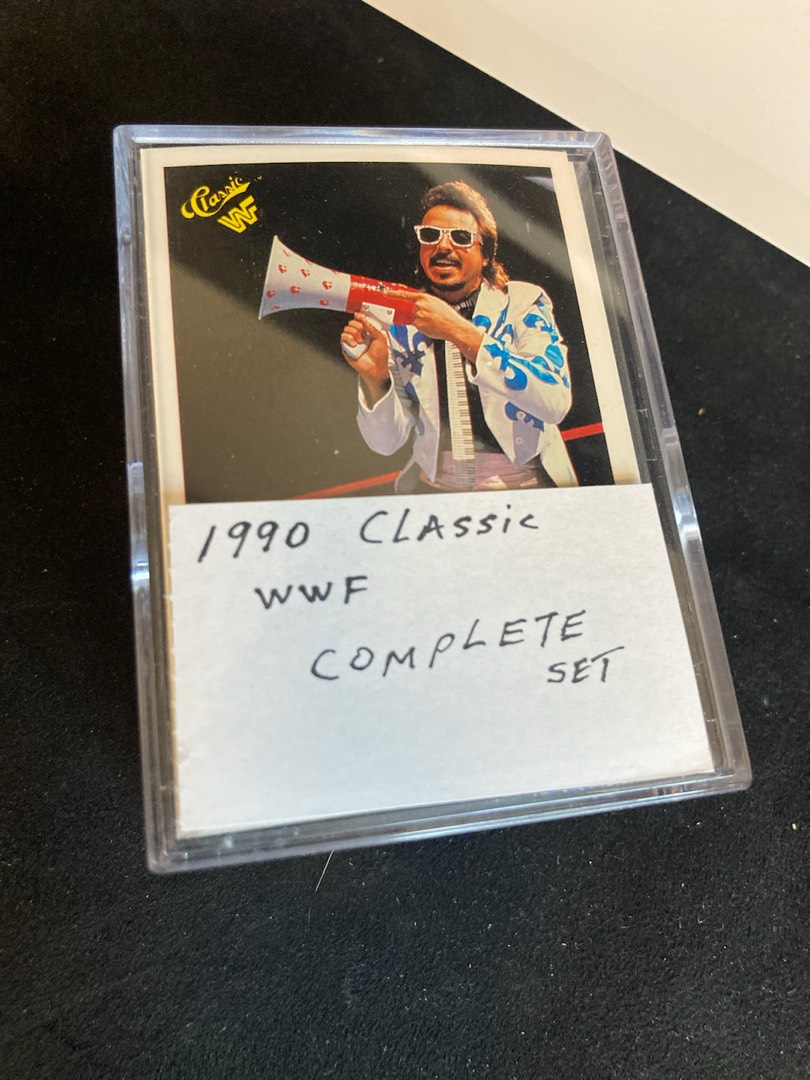 Classic
WF
1990 CLASSic
WWF
COMPLETE
SET